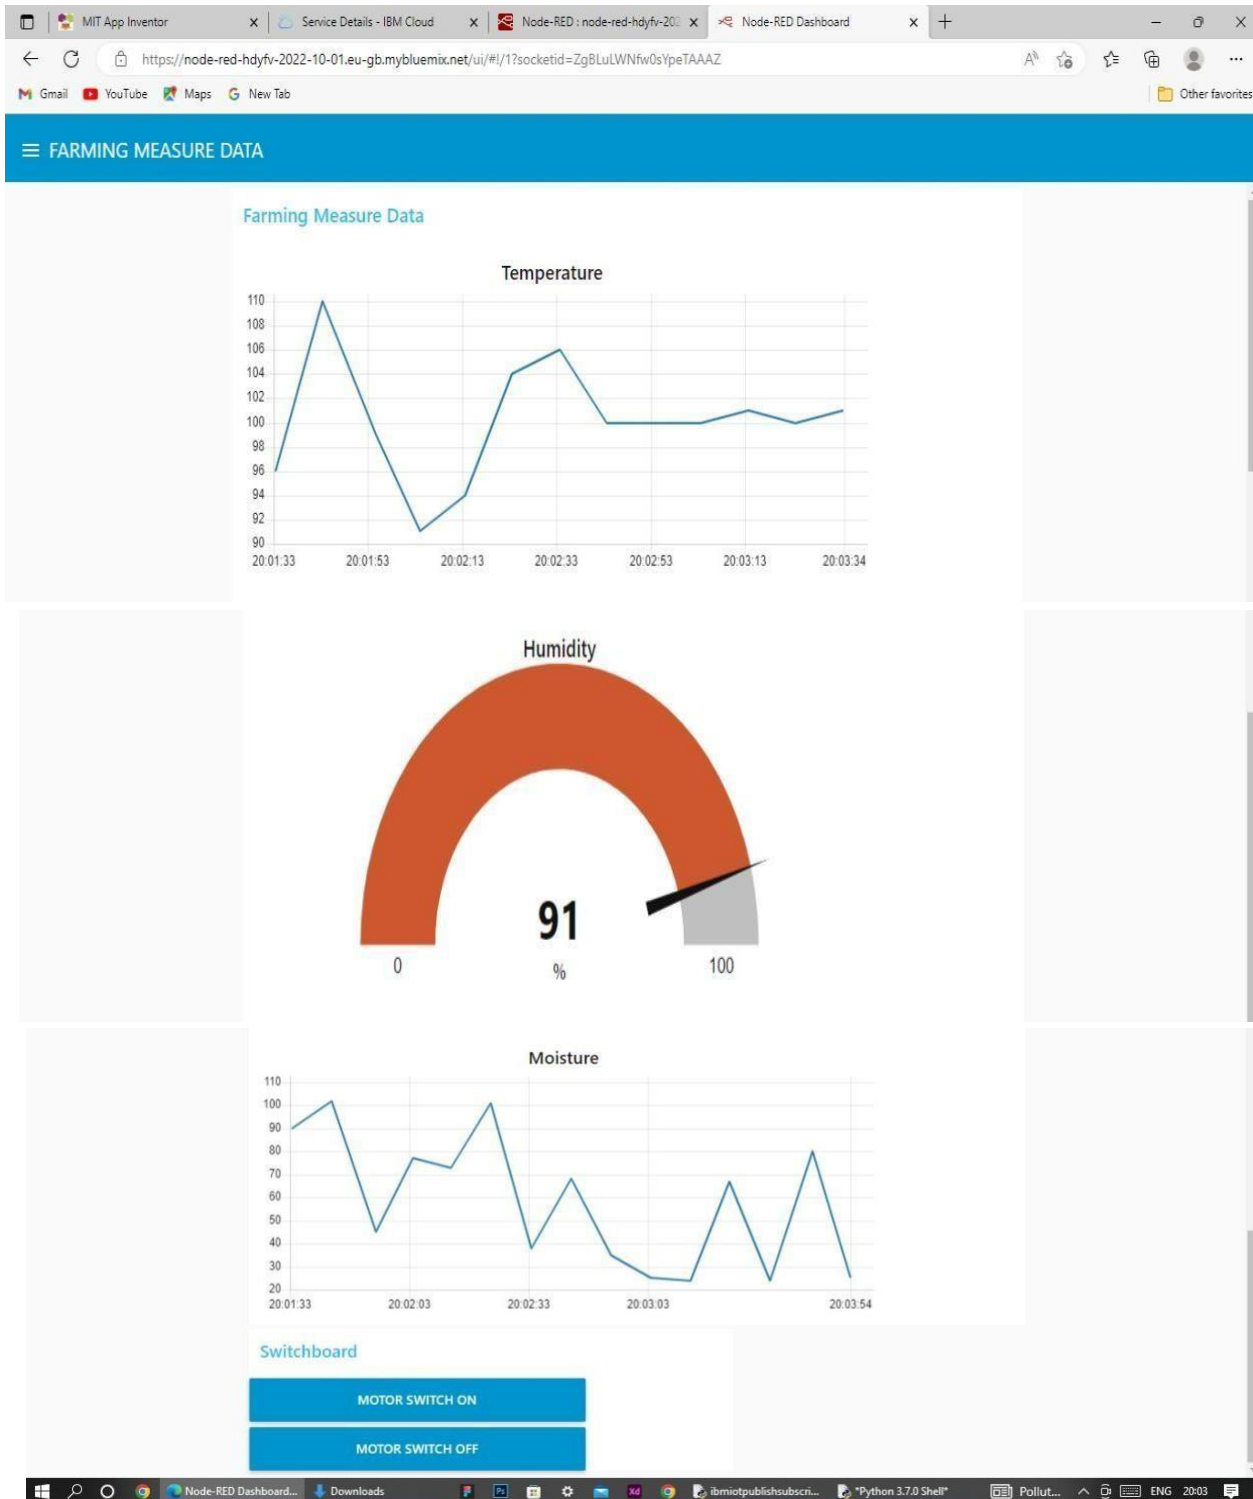 MIT App Inventor
Service Details - IBM Cloud
Node-RED : node-red-hdyfv-202
Node-RED Dashboard
https://node-red-hdyfv-2022-10-01.eu-gb.mybluemix.net/ui/#!/1?socketid=ZgBLuLWNfw0sYpeTAAAZ
Gmail YouTube Maps New Tab Other favorites
FARMING MEASURE DATA
Farming Measure Data
Temperature
110
108
106
104
102
100
98
96
94
92
90
20:01:33 20:01:53 20:02:13 20:02:33 20:02:53 20:03:13 20:03:34
Humidity
91
0 % 100
Moisture
110
100
90
80
70
60
50
40
30
20
20:01:33 20:02:03 20:02:33 20:03:03 20:03:54
Switchboard
MOTOR SWITCH ON
MOTOR SWITCH OFF
Node-RED Dashboard... Downloads Ps Xd ibmiotpublishsubscri... *Python 3.7.0 Shell* Pollut... ENG 20:03